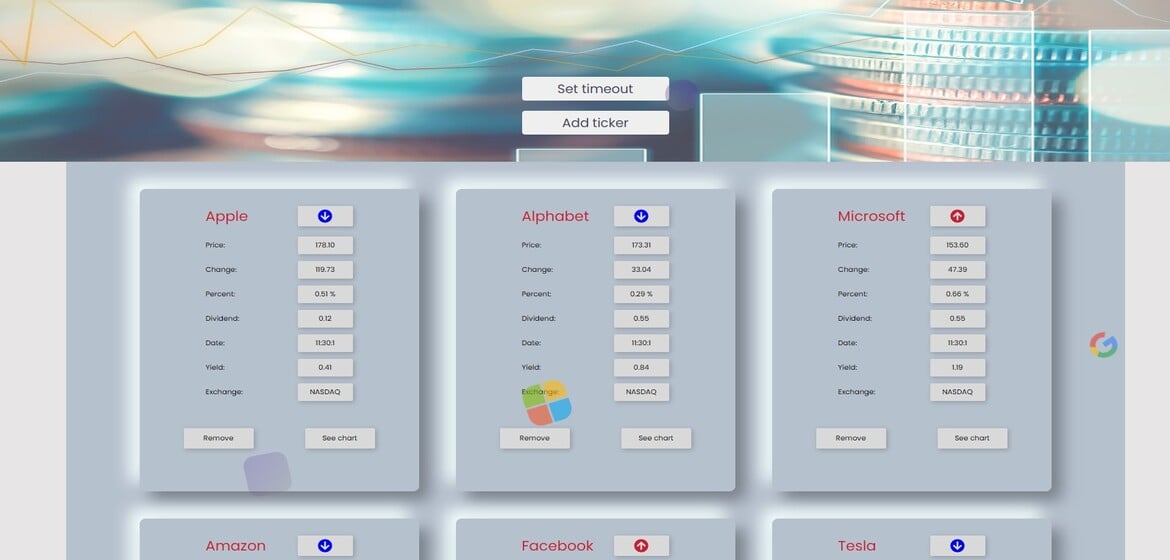 Set timeout
Add ticker
Apple
Price: 178.10
Change: 119.73
Percent: 0.51 %
Dividend: 0.12
Date: 11:30:1
Yield: 0.41
Exchange: NASDAQ
Remove See chart
Alphabet
Price: 173.31
Change: 33.04
Percent: 0.29 %
Dividend: 0.55
Date: 11:30:1
Yield: 0.84
Exchange: NASDAQ
Remove See chart
Microsoft
Price: 153.60
Change: 47.39
Percent: 0.66 %
Dividend: 0.55
Date: 11:30:1
Yield: 1.19
Exchange: NASDAQ
Remove See chart
Amazon
Facebook
Tesla